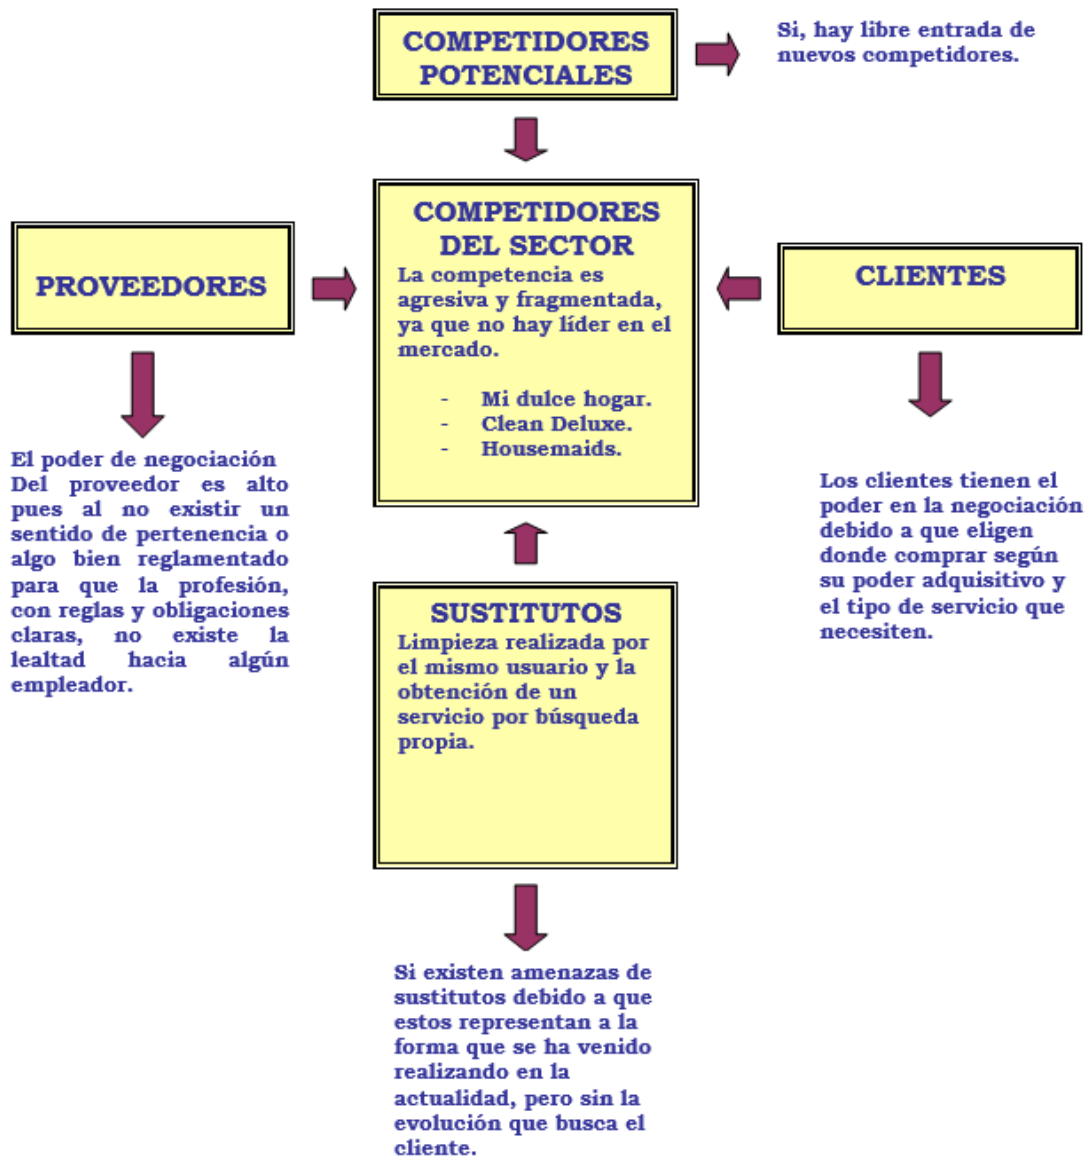 COMPETIDORES
POTENCIALES
Si, hay libre entrada de
nuevos competidores.
COMPETIDORES
DEL SECTOR
La competencia es
agresiva y fragmentada,
ya que no hay líder en el
mercado.
- Mi dulce hogar.
- Clean Deluxe.
- Housemaids.
PROVEEDORES
CLIENTES
El poder de negociación
Del proveedor es alto
pues al no existir un
sentido de pertenencia o
algo bien reglamentado
para que la profesión,
con reglas y obligaciones
claras, no existe la
lealtad hacia algún
empleador.
Los clientes tienen el
poder en la negociación
debido a que eligen
donde comprar según
su poder adquisitivo y
el tipo de servicio que
necesiten.
SUSTITUTOS
Limpieza realizada por
el mismo usuario y la
obtención de un
servicio por búsqueda
propia.
Si existen amenazas de
sustitutos debido a que
estos representan a la
forma que se ha venido
realizando en la
actualidad, pero sin la
evolución que busca el
cliente.